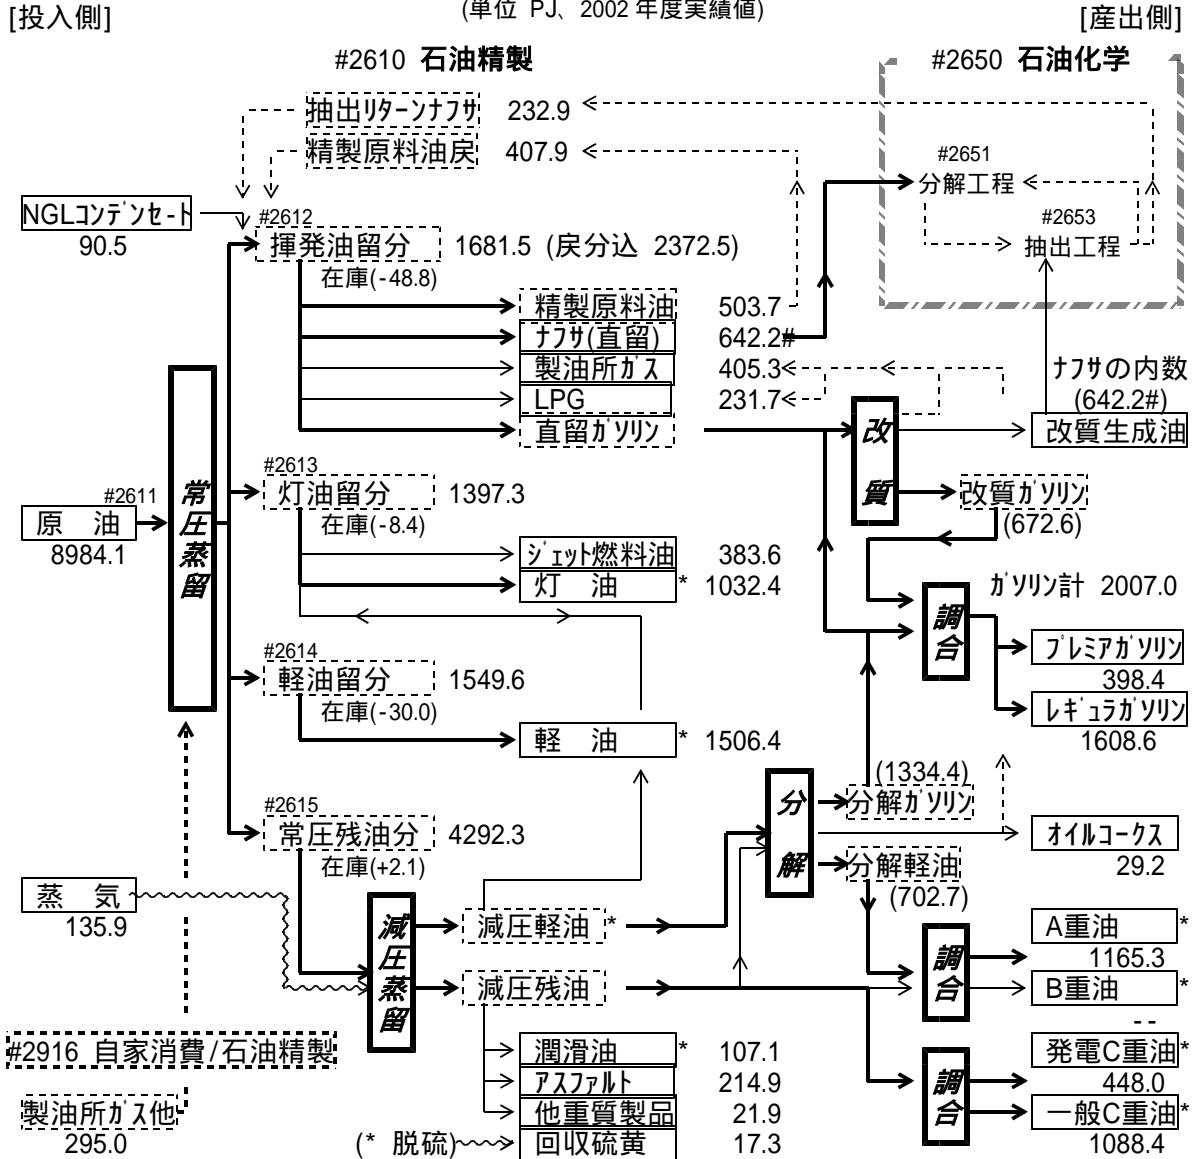 (単位 PJ、2002 年度実績値)
[投入側]
[産出側]
#2610 石油精製
#2650 石油化学
抽出リターンナフサ 232.9
精製原料油戻 407.9
#2651
分解工程
#2653
抽出工程
NGLコンデンセ-ト
90.5
#2612
揮発油留分 1681.5 (戻分込 2372.5)
在庫(-48.8)
精製原料油 503.7
ナフサ(直留) 642.2#
製油所ガス 405.3
LPG 231.7
直留ガソリン
ナフサの内数
(642.2#)
改質生成油
改質
改質ガソリン
(672.6)
#2611
原 油
8984.1
常圧蒸留
#2613
灯油留分 1397.3
在庫(-8.4)
ジェット燃料油 383.6
灯 油 * 1032.4
ガソリン計 2007.0
調合
プレミアガソリン
398.4
レギュラガソリン
1608.6
#2614
軽油留分 1549.6
在庫(-30.0)
軽 油 * 1506.4
#2615
常圧残油分 4292.3
在庫(+2.1)
分解
(1334.4)
分解ガソリン
オイルコークス
29.2
分解軽油
(702.7)
蒸 気
135.9
減圧蒸留
減圧軽油 *
減圧残油
調合
A重油 *
1165.3
B重油 *
--
#2916 自家消費/石油精製
製油所ガス他
295.0
潤滑油 * 107.1
アスファルト 214.9
他重質製品 21.9
(* 脱硫) 回収硫黄 17.3
調合
発電C重油 *
448.0
一般C重油 *
1088.4